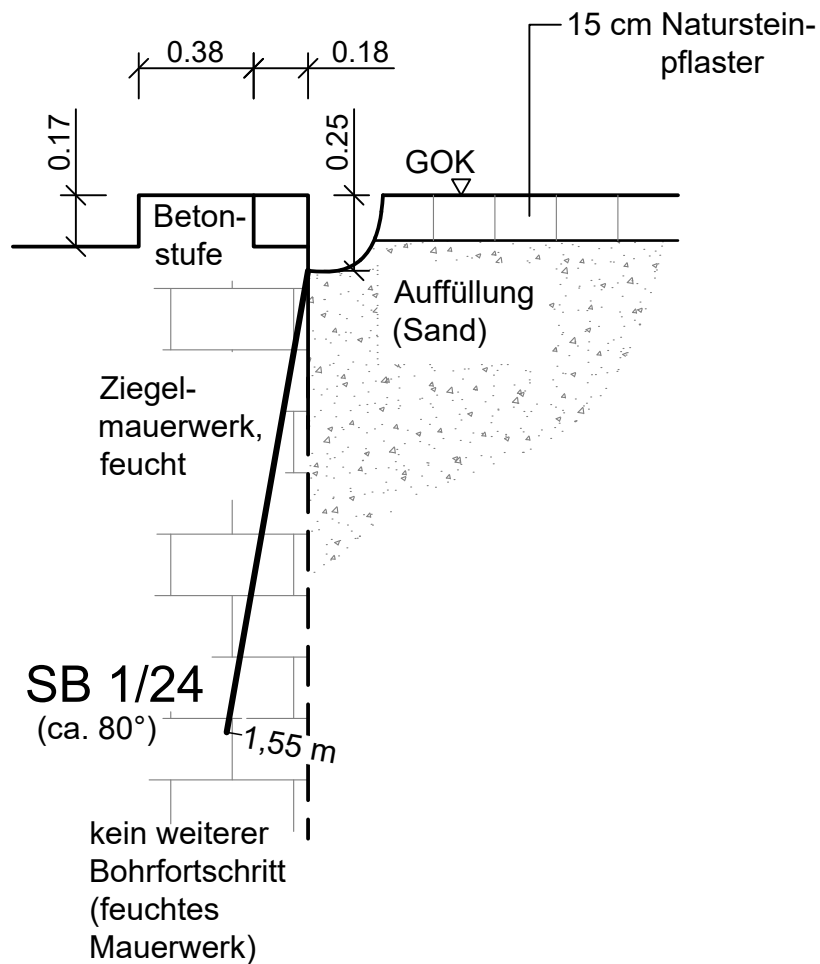 15 cm Naturstein-
pflaster
0.38
0.18
0.17
0.25
GOK
Beton-
stufe
Auffüllung
(Sand)
Ziegel-
mauerwerk,
feucht
SB 1/24
(ca. 80°)
1,55 m
kein weiterer
Bohrfortschritt
(feuchtes
Mauerwerk)